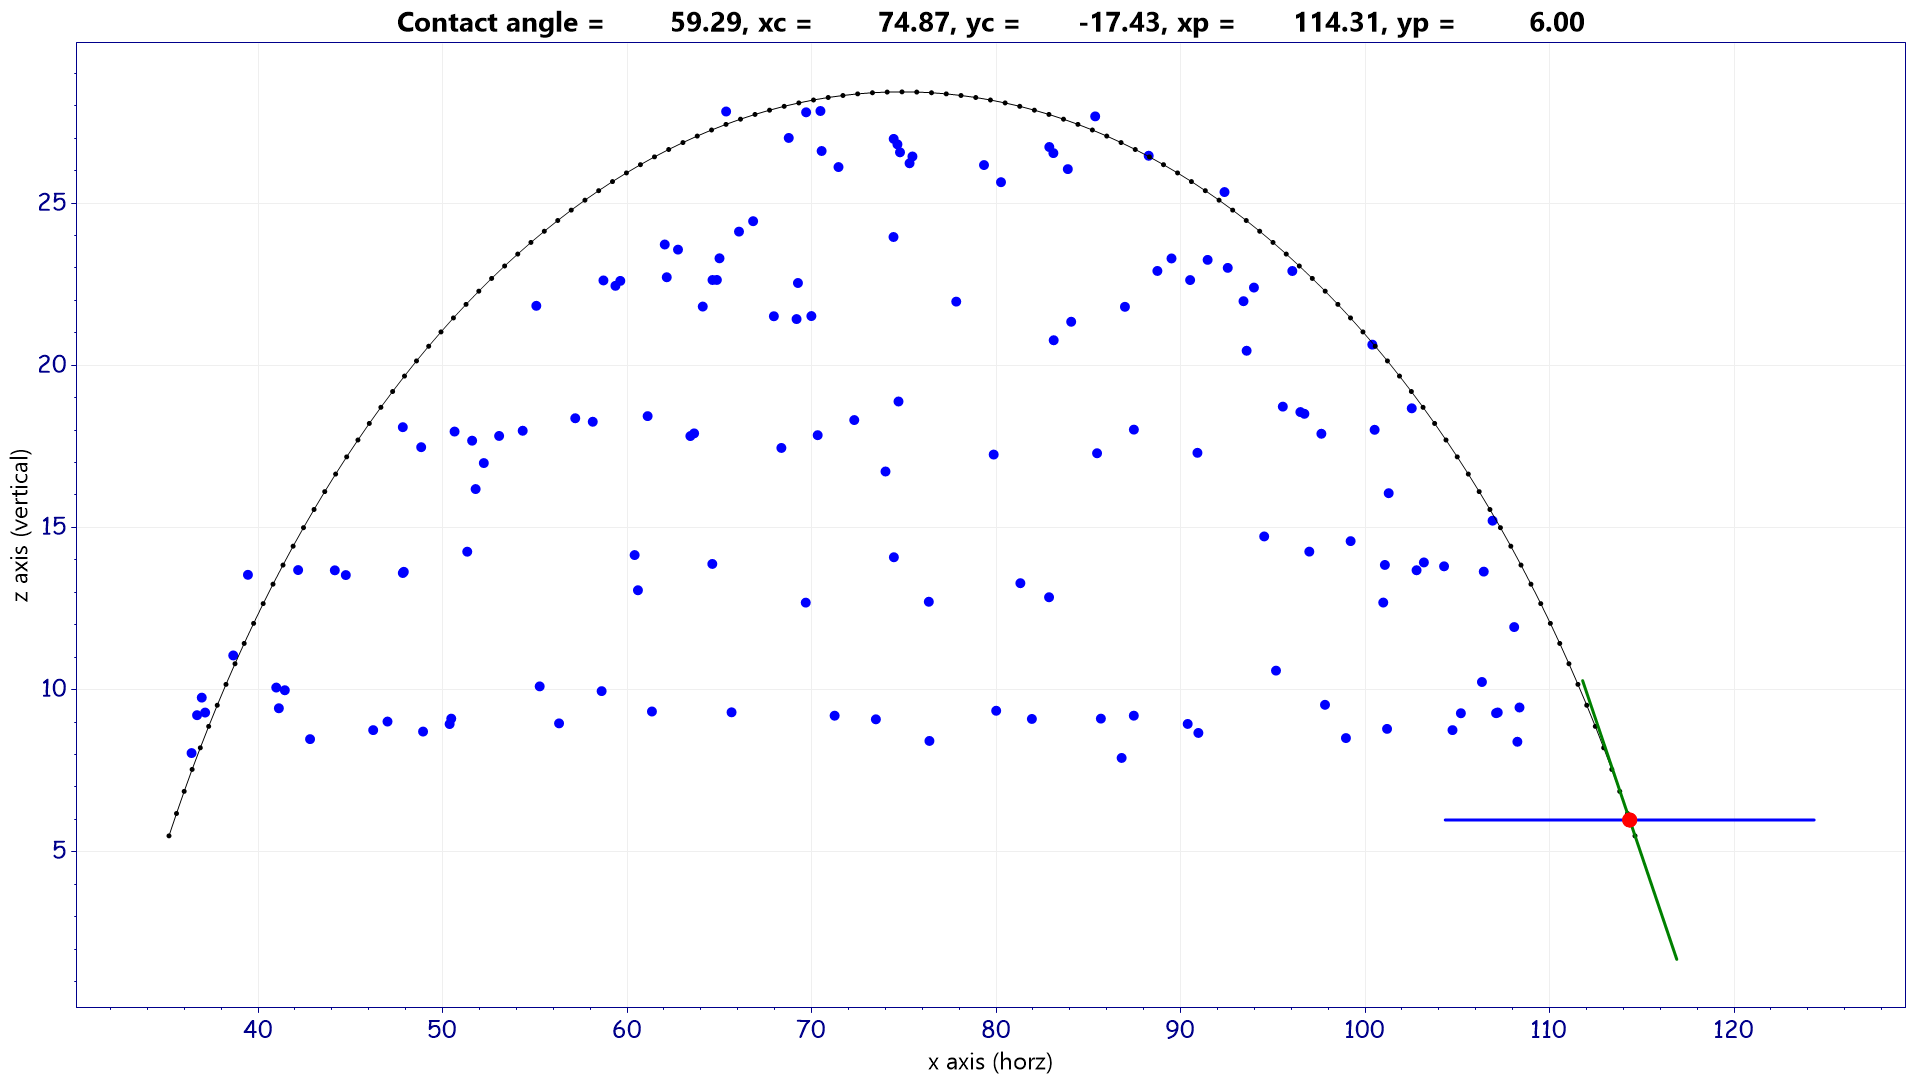 Contact angle = 59.29, xc = 74.87, yc = -17.43, xp = 114.31, yp = 6.00
25
20
15
10
5
z axis (vertical)
40 50 60 70 80 90 100 110 120
x axis (horz)